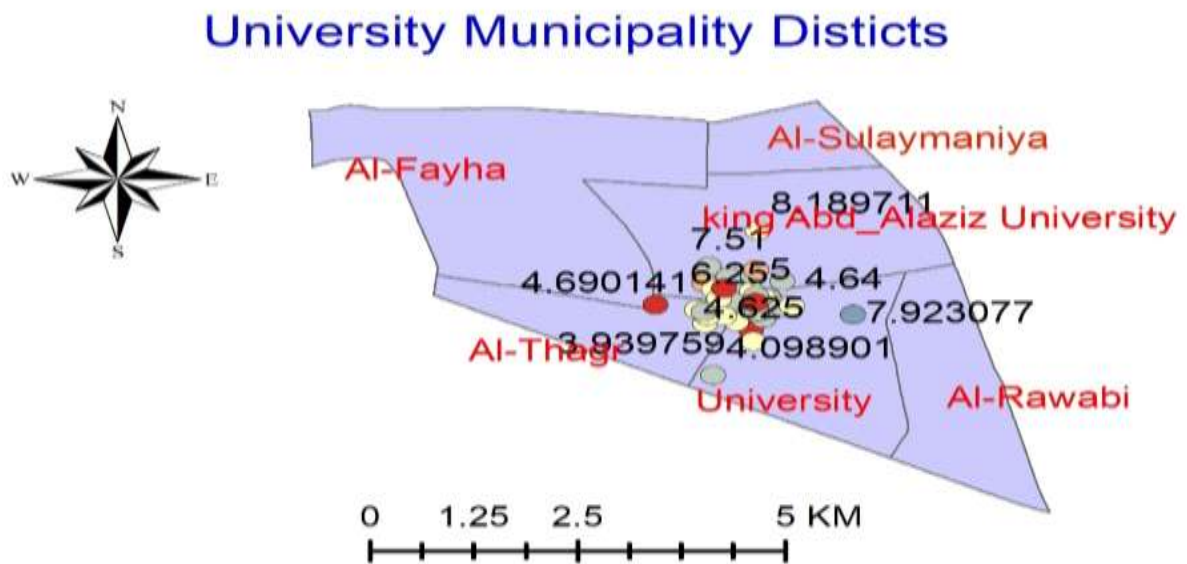 University Municipality Disticts
N
W
E
S
Al-Sulaymaniya
Al-Fayha
8.189711
king Abd_Alaziz University
7.51
4.690141
6.255
4.64
4.625
7.923077
3.939759
4.098901
Al-Thagr
University
Al-Rawabi
0 1.25 2.5 5 KM